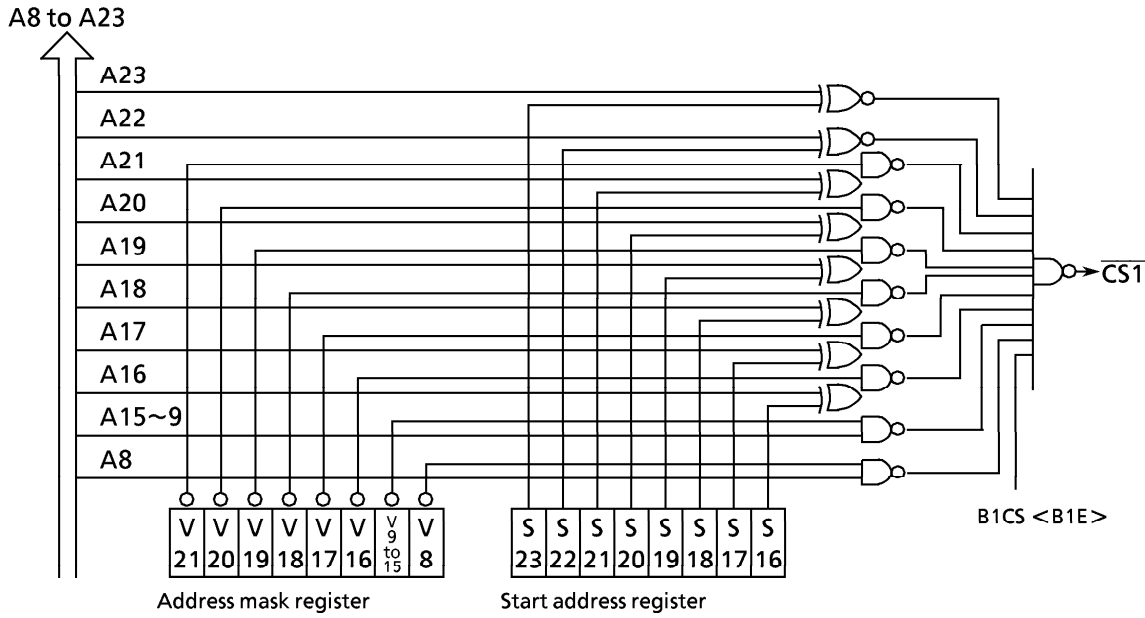 A8 to A23
A23
A22
A21
A20
A19
A18
A17
A16
A15~9
A8
CS1
B1CS <B1E>
V 21
V 20
V 19
V 18
V 17
V 16
V 9 to 15
V 8
S 23
S 22
S 21
S 20
S 19
S 18
S 17
S 16
Address mask register
Start address register